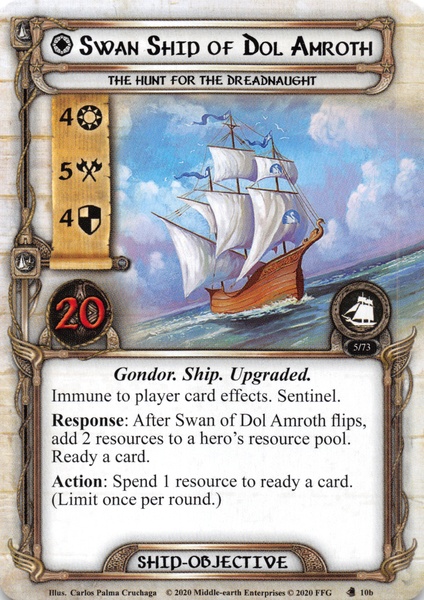 Swan Ship of Dol Amroth
The Hunt for the Dreadnaught
4
5
4
20
5/73
Gondor. Ship. Upgraded.
Immune to player card effects. Sentinel.
Response: After Swan of Dol Amroth flips,
add 2 resources to a hero's resource pool.
Ready a card.
Action: Spend 1 resource to ready a card.
(Limit once per round.)
Ship-Objective
Illus. Carlos Palma Cruchaga © 2020 Middle-earth Enterprises © 2020 FFG 10b